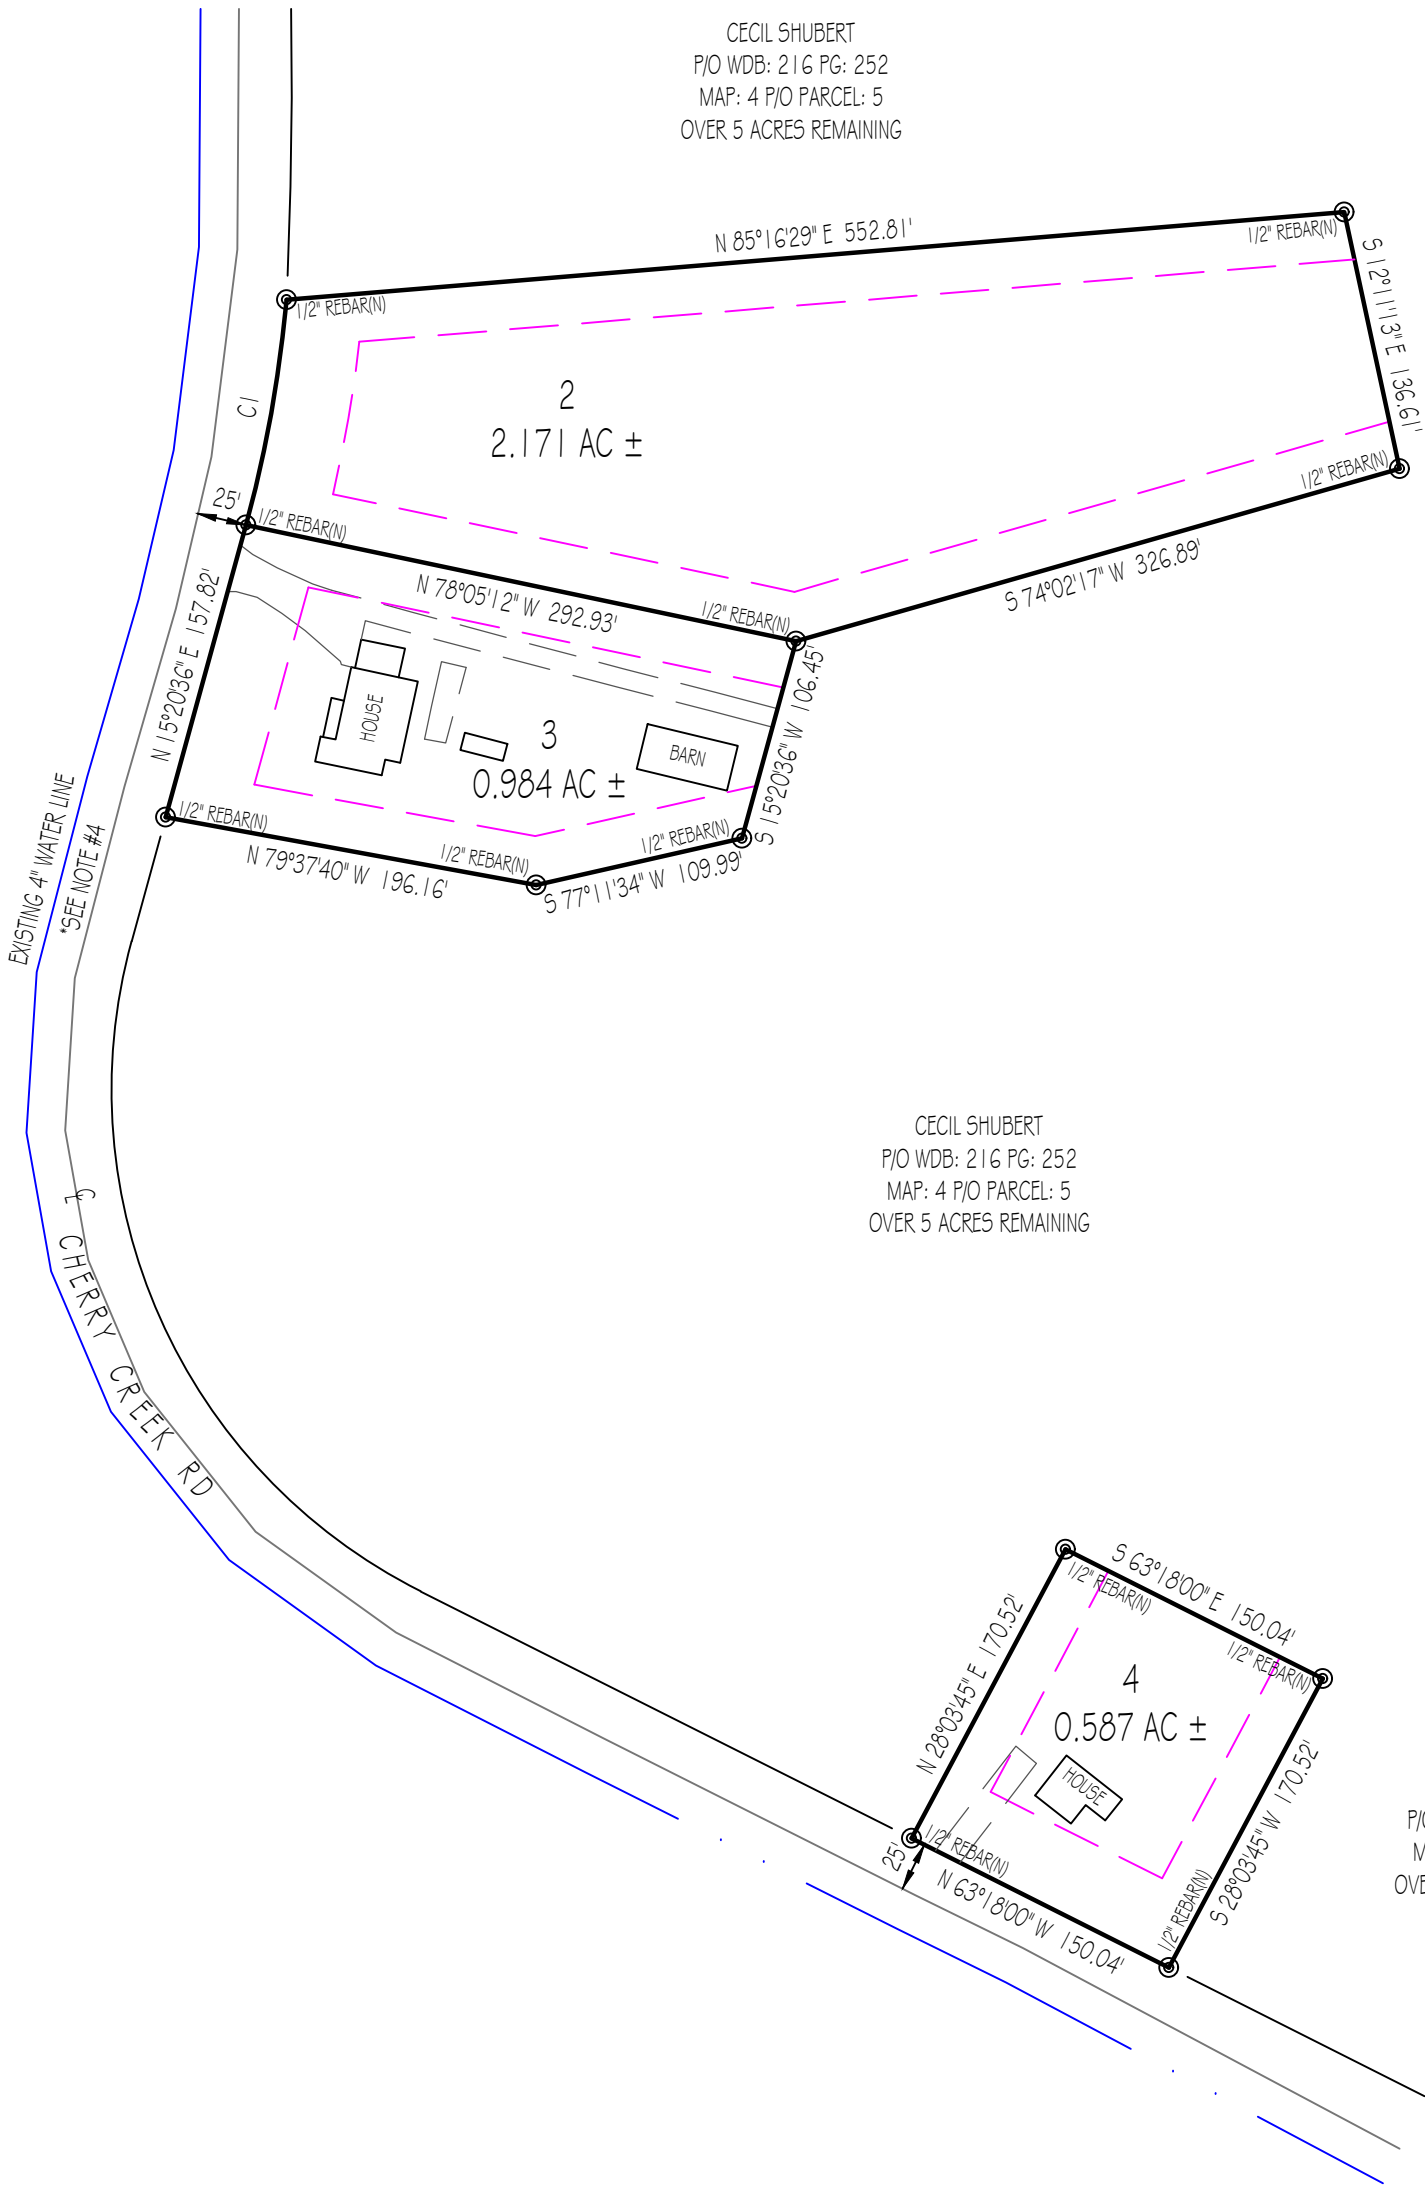 CECIL SHUBERT
P/O WDB: 216 PG: 252
MAP: 4 P/O PARCEL: 5
OVER 5 ACRES REMAINING
N 85°16'29" E 552.81'
1/2" REBAR(N)
S 12°11'13" E 136.61'
1/2" REBAR(N)
2
2.171 AC ±
C1
1/2" REBAR(N)
25'
1/2" REBAR(N)
N 78°05'12" W 292.93'
1/2" REBAR(N)
S 74°02'17" W 326.89'
N 15°20'36" E 157.82'
HOUSE
3
0.984 AC ±
BARN
S 15°20'36" W 106.45'
1/2" REBAR(N)
N 79°37'40" W 196.16'
1/2" REBAR(N)
1/2" REBAR(N)
S 77°11'34" W 109.99'
EXISTING 4" WATER LINE
*SEE NOTE #4
CECIL SHUBERT
P/O WDB: 216 PG: 252
MAP: 4 P/O PARCEL: 5
OVER 5 ACRES REMAINING
℄ CHERRY CREEK RD
S 63°18'00" E 150.04'
1/2" REBAR(N)
1/2" REBAR(N)
N 28°03'45" E 170.52'
4
0.587 AC ±
HOUSE
S 28°03'45" W 170.52'
1/2" REBAR(N)
25'
N 63°18'00" W 150.04'
1/2" REBAR(N)